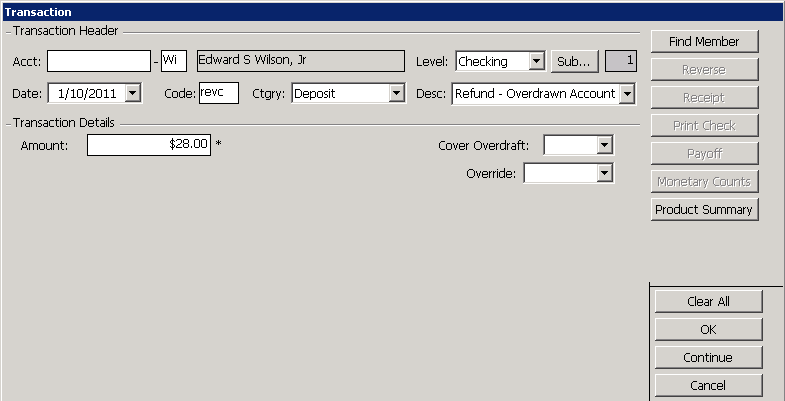 Transaction
Transaction Header
Acct: - Wi Edward S Wilson, Jr Level: Checking Sub... 1
Date: 1/10/2011 Code: revc Ctgry: Deposit Desc: Refund - Overdrawn Account
Transaction Details
Amount: $28.00 * Cover Overdraft:
Override:
Find Member
Reverse
Receipt
Print Check
Payoff
Monetary Counts
Product Summary
Clear All
OK
Continue
Cancel